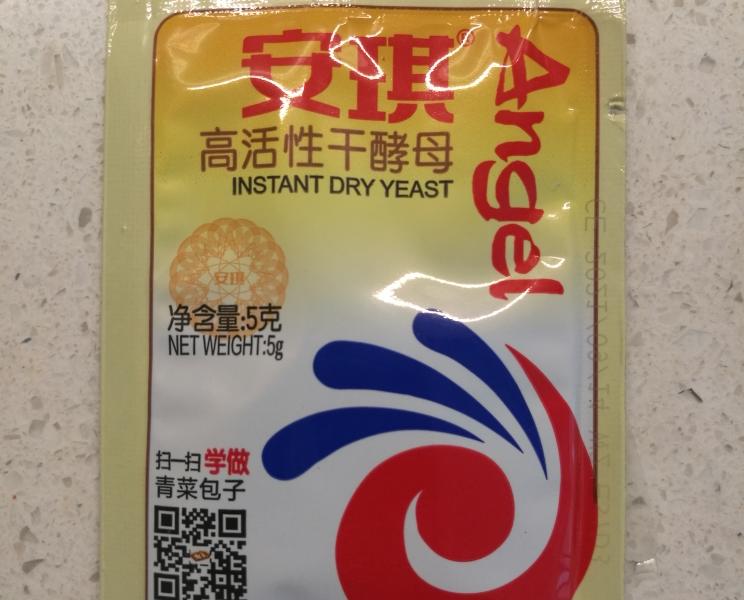 安琪®
Angel
高活性干酵母
INSTANT DRY YEAST
安琪
净含量:5克
NET WEIGHT:5g
扫一扫学做
青菜包子